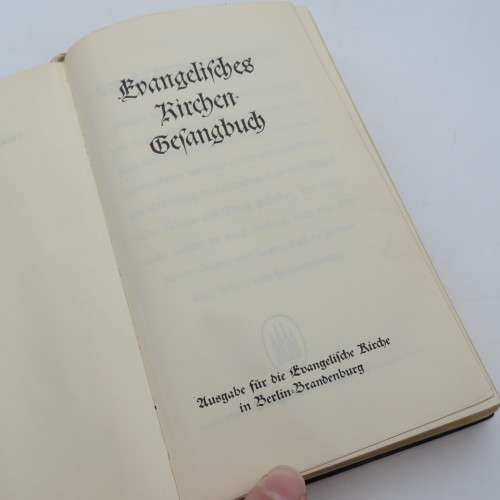 Evangelisches
Kirchen-
Gesangbuch
Ausgabe für die Evangelische Kirche
in Berlin-Brandenburg